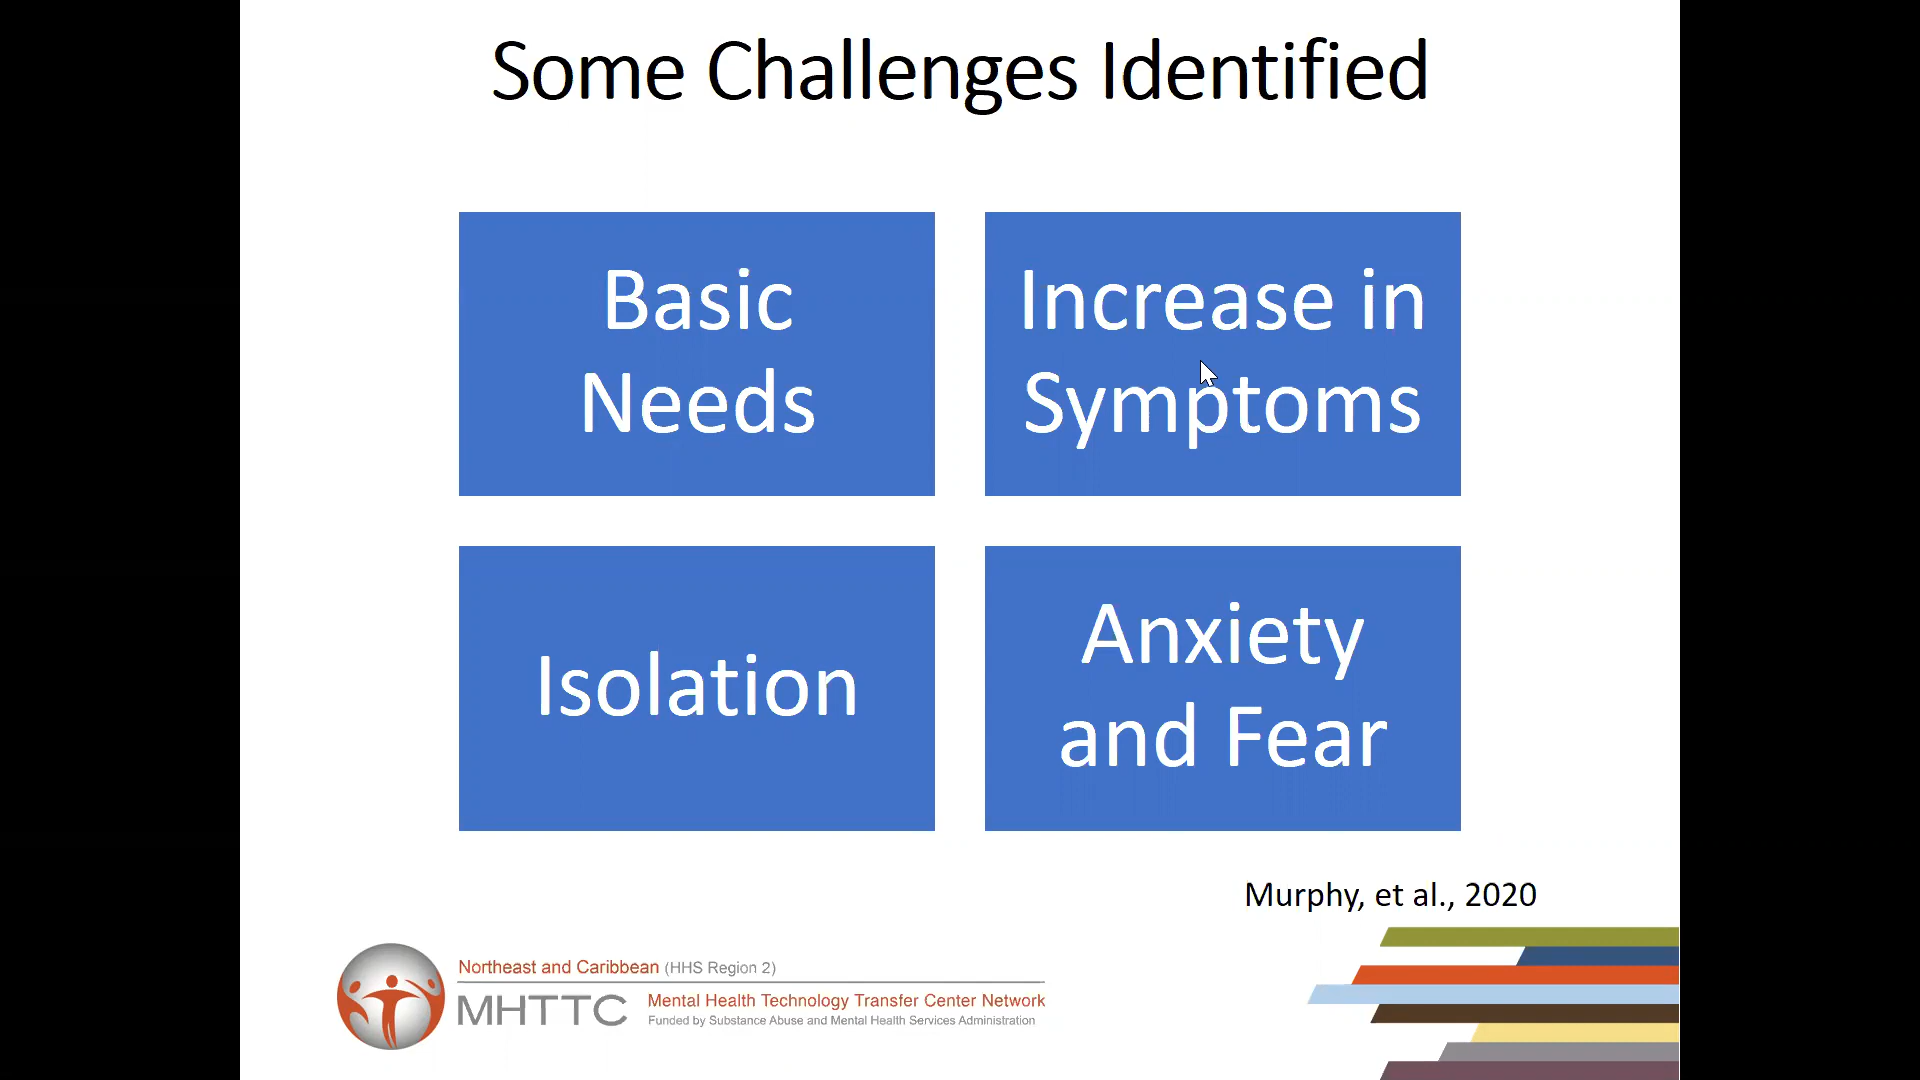 Some Challenges Identified
Basic
Needs
Increase in
Symptoms
Isolation
Anxiety
and Fear
Murphy, et al., 2020
Northeast and Caribbean (HHS Region 2)
MHTTC
Mental Health Technology Transfer Center Network
Funded by Substance Abuse and Mental Health Services Administration